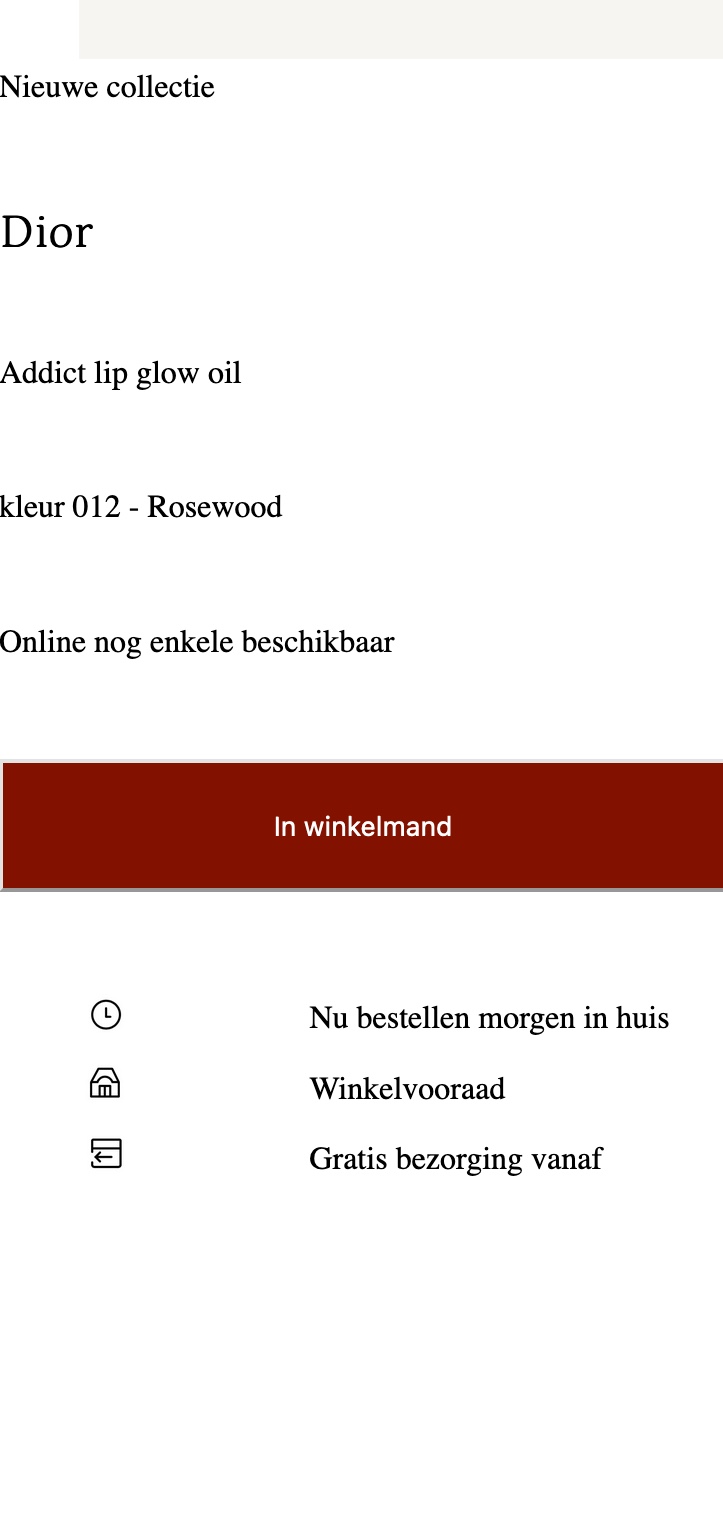 Nieuwe collectie
Dior
Addict lip glow oil
kleur 012 - Rosewood
Online nog enkele beschikbaar
In winkelmand
Nu bestellen morgen in huis
Winkelvooraad
Gratis bezorging vanaf